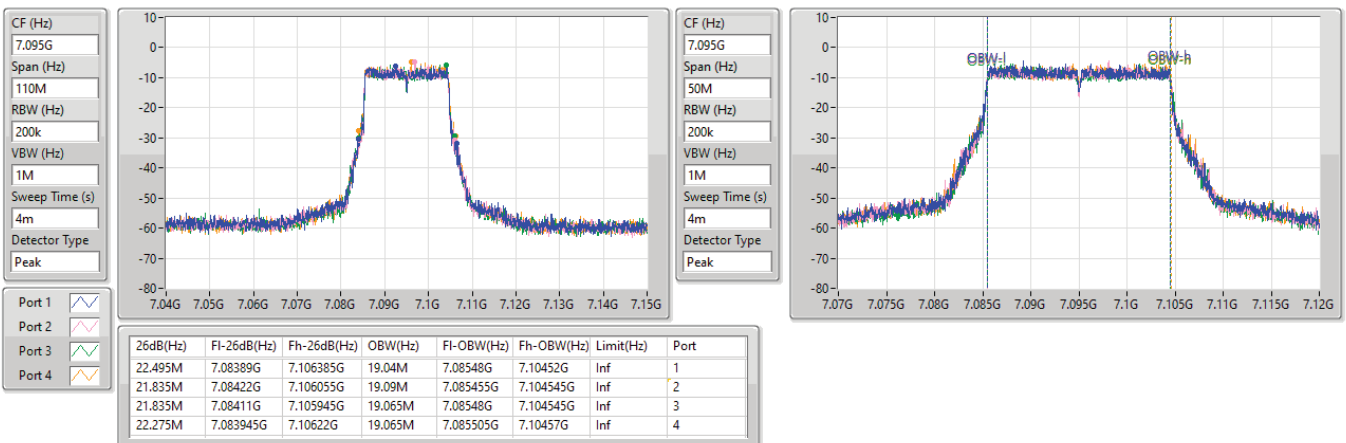 CF (Hz)
7.095G
Span (Hz)
110M
RBW (Hz)
200k
VBW (Hz)
1M
Sweep Time (s)
4m
Detector Type
Peak
10
0
-10
-20
-30
-40
-50
-60
-70
-80
7.04G 7.05G 7.06G 7.07G 7.08G 7.09G 7.1G 7.11G 7.12G 7.13G 7.14G 7.15G
CF (Hz)
7.095G
Span (Hz)
50M
RBW (Hz)
200k
VBW (Hz)
1M
Sweep Time (s)
4m
Detector Type
Peak
10
0
-10
-20
-30
-40
-50
-60
-70
-80
OBW-l OBW-h
7.07G 7.075G 7.08G 7.085G 7.09G 7.095G 7.1G 7.105G 7.11G 7.115G 7.12G
Port 1
Port 2
Port 3
Port 4
26dB(Hz) Fl-26dB(Hz) Fh-26dB(Hz) OBW(Hz) Fl-OBW(Hz) Fh-OBW(Hz) Limit(Hz) Port
22.495M 7.08389G 7.106385G 19.04M 7.08548G 7.10452G Inf 1
21.835M 7.08422G 7.106055G 19.09M 7.085455G 7.104545G Inf 2
21.835M 7.08411G 7.105945G 19.065M 7.08548G 7.104545G Inf 3
22.275M 7.083945G 7.10622G 19.065M 7.085505G 7.10457G Inf 4